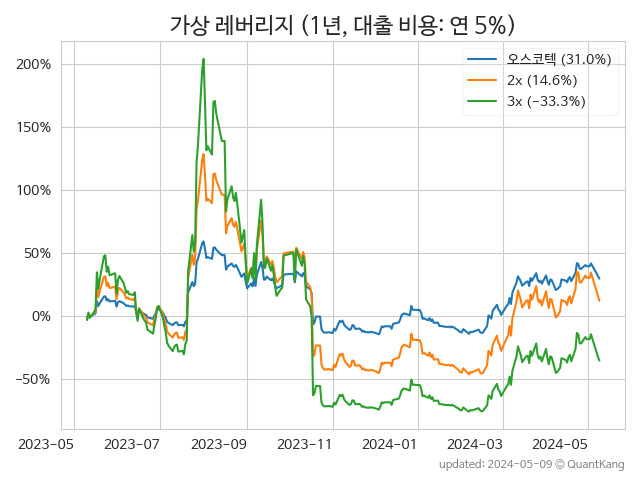 가상 레버리지 (1년, 대출 비용: 연 5%)
오스코텍 (31.0%)
2x (14.6%)
3x (−33.3%)
200%
150%
100%
50%
0%
−50%
2023-05
2023-07
2023-09
2023-11
2024-01
2024-03
2024-05
updated: 2024-05-09 © QuantKang